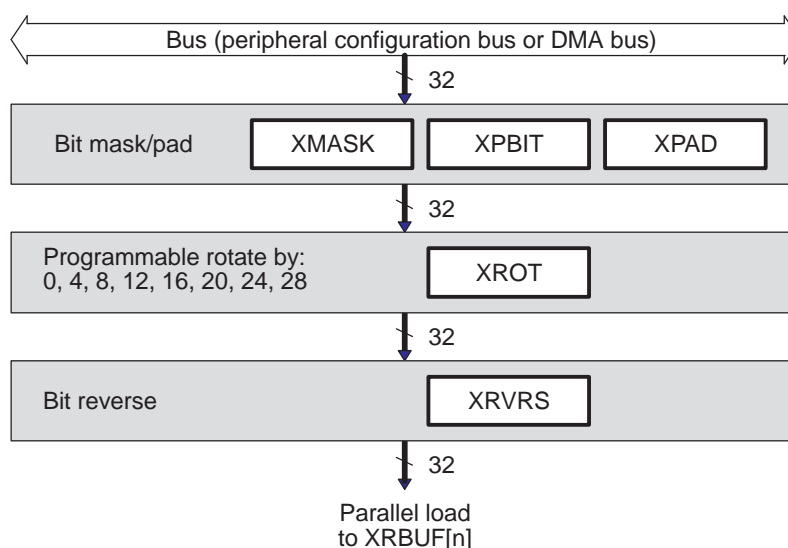 Bus (peripheral configuration bus or DMA bus)
32
Bit mask/pad XMASK XPBIT XPAD
32
Programmable rotate by:
0, 4, 8, 12, 16, 20, 24, 28
XROT
32
Bit reverse XRVRS
32
Parallel load
to XRBUF[n]